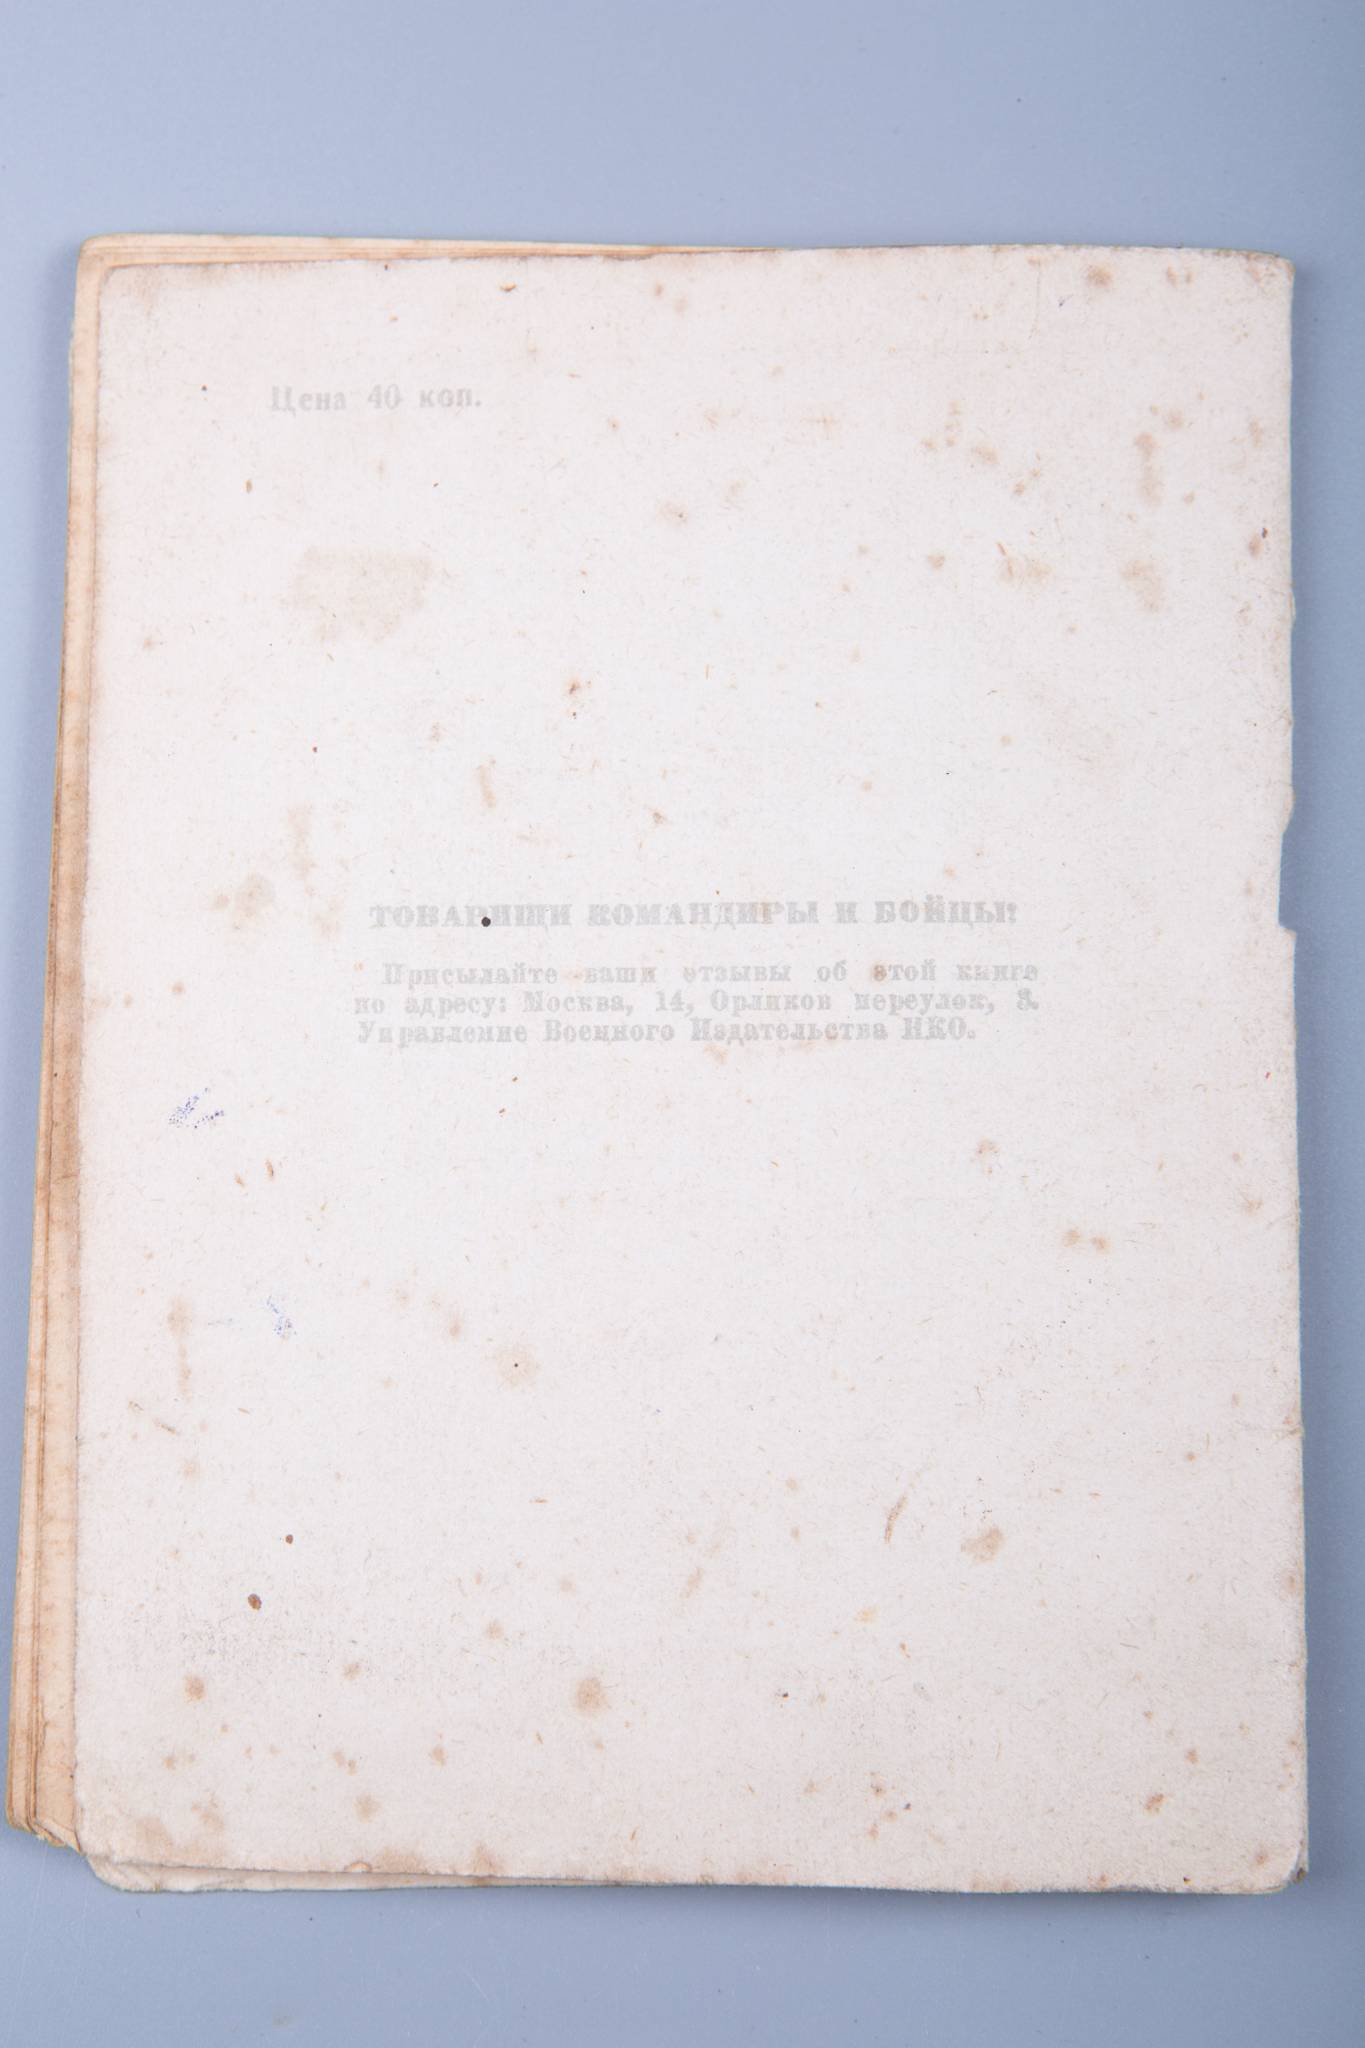 Цена 40 коп.
ТОВАРИЩИ КОМАНДИРЫ И БОЙЦЫ!
Присылайте ваши отзывы об этой книге
по адресу: Москва, 14, Орликов переулок, 3.
Управление Военного Издательства НКО.